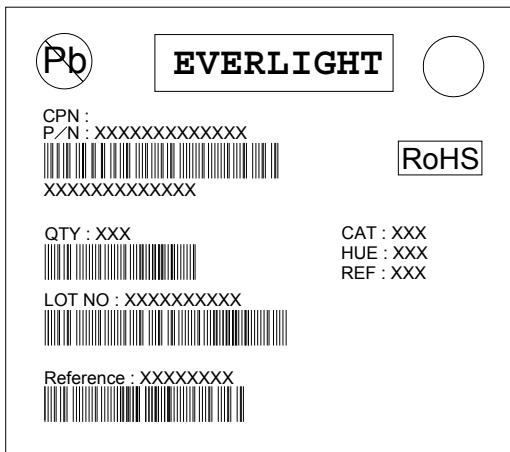 Pb
EVERLIGHT
CPN :
P/N : XXXXXXXXXXXXX
RoHS
XXXXXXXXXXXXX
QTY : XXX
CAT : XXX
HUE : XXX
REF : XXX
LOT NO : XXXXXXXXXX
Reference : XXXXXXXX